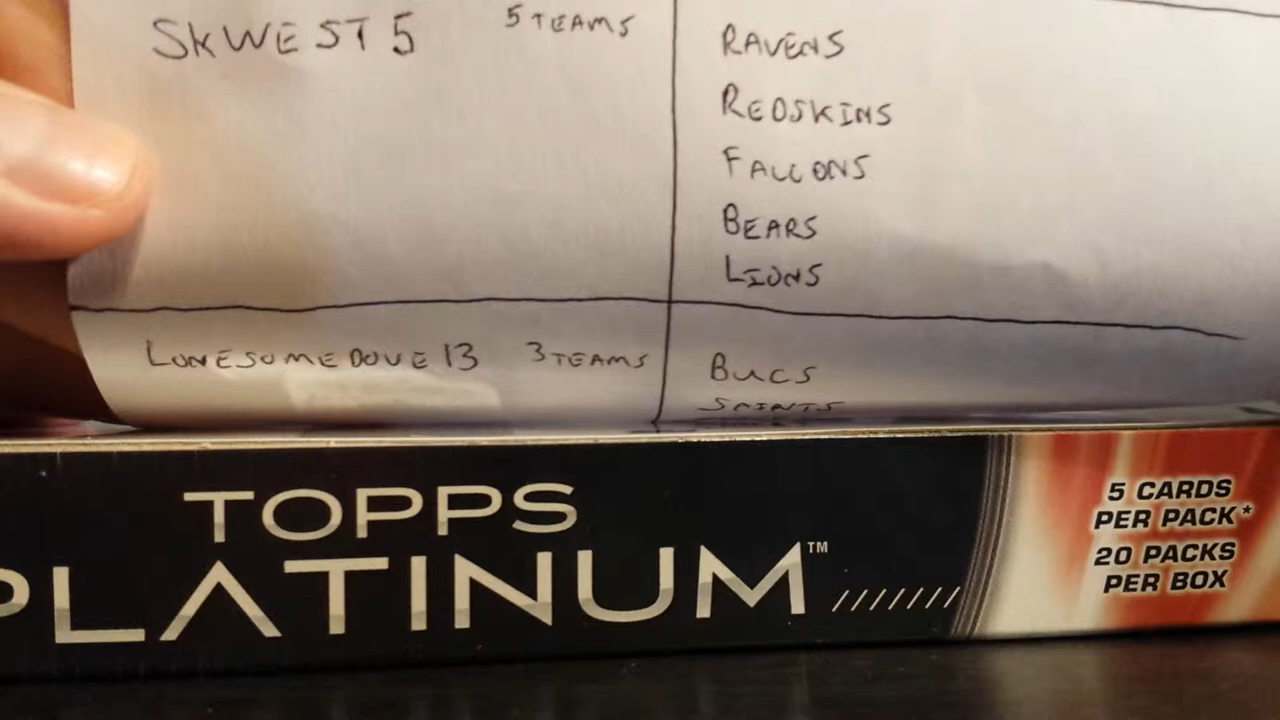 SKWEST5 5 TEAMS
RAVENS
REDSKINS
FALCONS
BEARS
LIONS
LONESOMEDOVE13 3 TEAMS
BUCS
SAINTS
TOPPS
PLATINUM™
5 CARDS
PER PACK*
20 PACKS
PER BOX